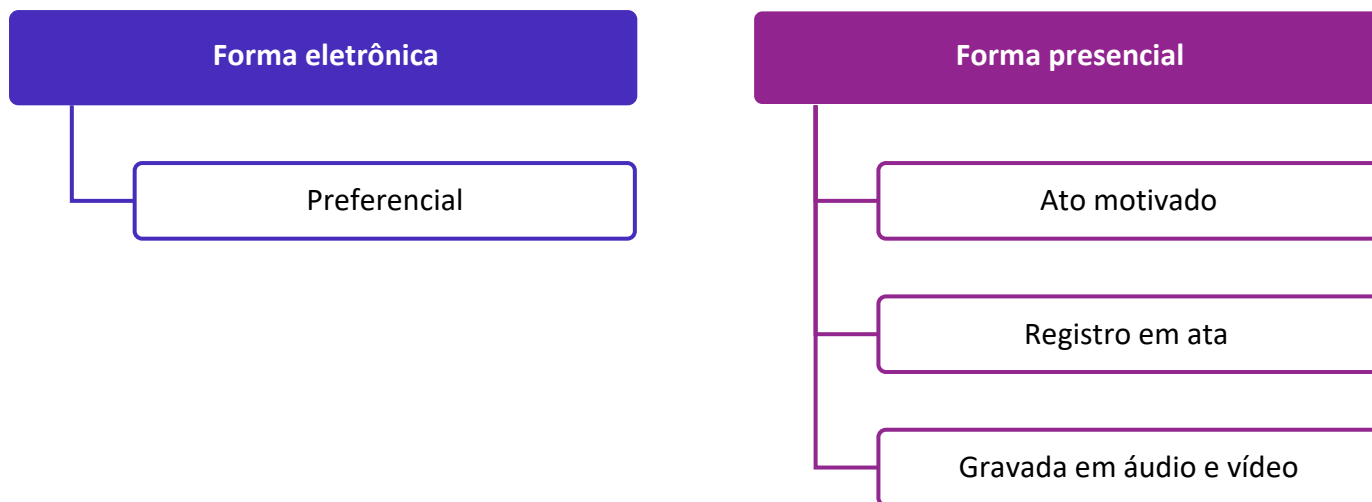 Forma eletrônica
Preferencial
Forma presencial
Ato motivado
Registro em ata
Gravada em áudio e vídeo